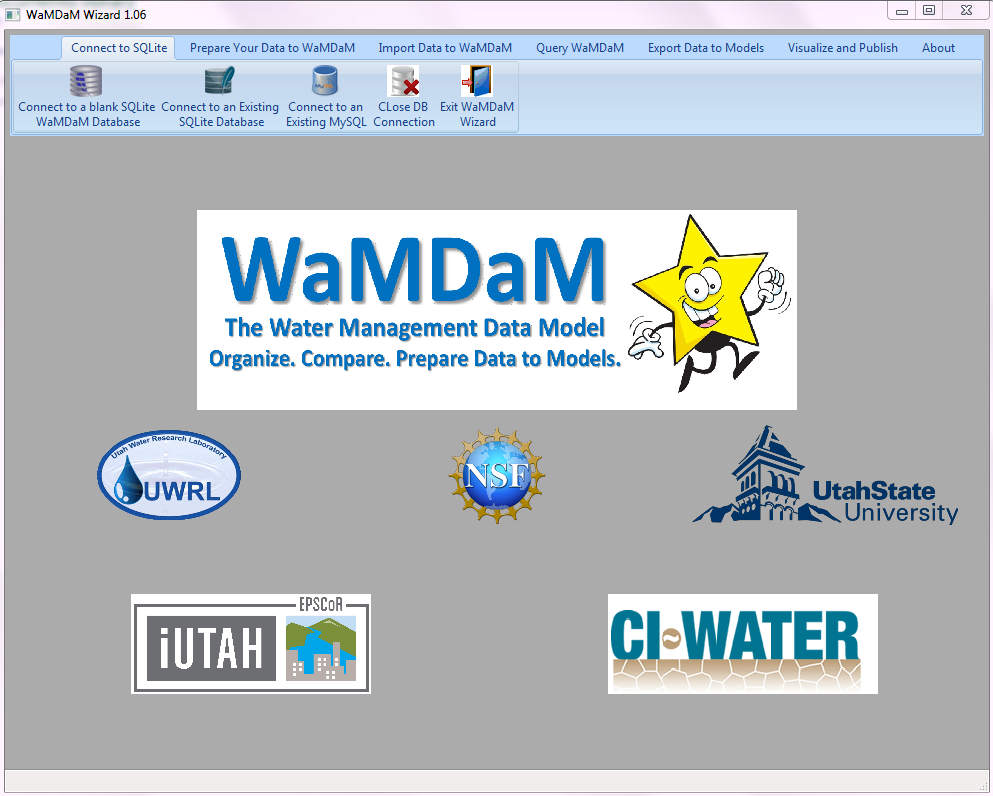 WaMDaM Wizard 1.06
Connect to SQLite Prepare Your Data to WaMDaM Import Data to WaMDaM Query WaMDaM Export Data to Models Visualize and Publish About
Connect to a blank SQLite WaMDaM Database
Connect to an Existing SQLite Database
Connect to an Existing MySQL
CLose DB Connection
Exit WaMDaM Wizard
WaMDaM
The Water Management Data Model
Organize. Compare. Prepare Data to Models.
Utah Water Research Laboratory
UWRL
NSF
UtahState
University
EPSCoR
iUTAH
CI-WATER